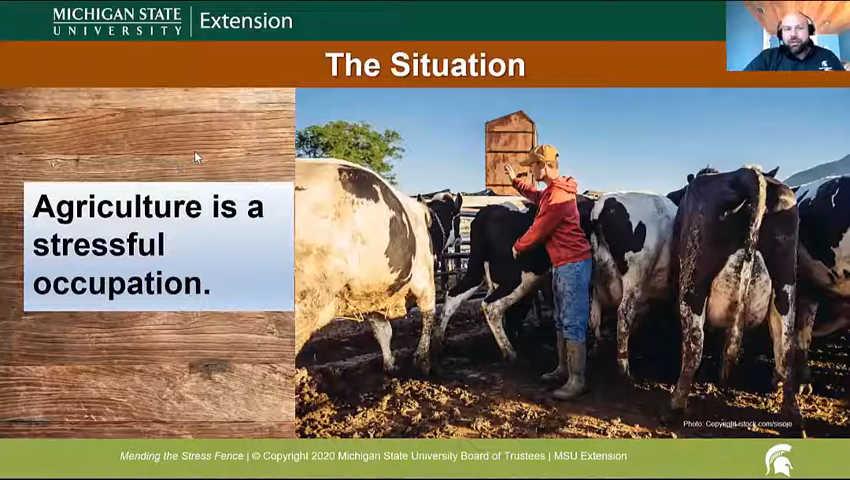 MICHIGAN STATE
UNIVERSITY
Extension
The Situation
Agriculture is a
stressful
occupation.
Photo: Copyright istock.com/sisojo
Mending the Stress Fence | © Copyright 2020 Michigan State University Board of Trustees | MSU Extension